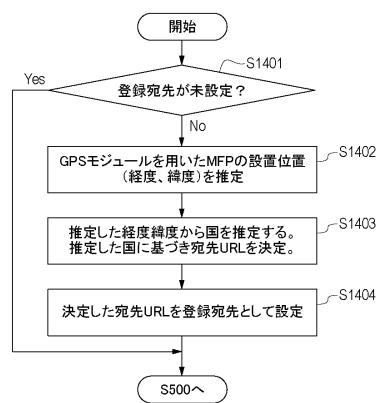 開始
S1401
Yes
登録宛先が未設定？
No
S1402
GPSモジュールを用いたMFPの設置位置
（経度、緯度）を推定
S1403
推定した経度緯度から国を推定する。
推定した国に基づき宛先URLを決定。
S1404
決定した宛先URLを登録宛先として設定
S500へ